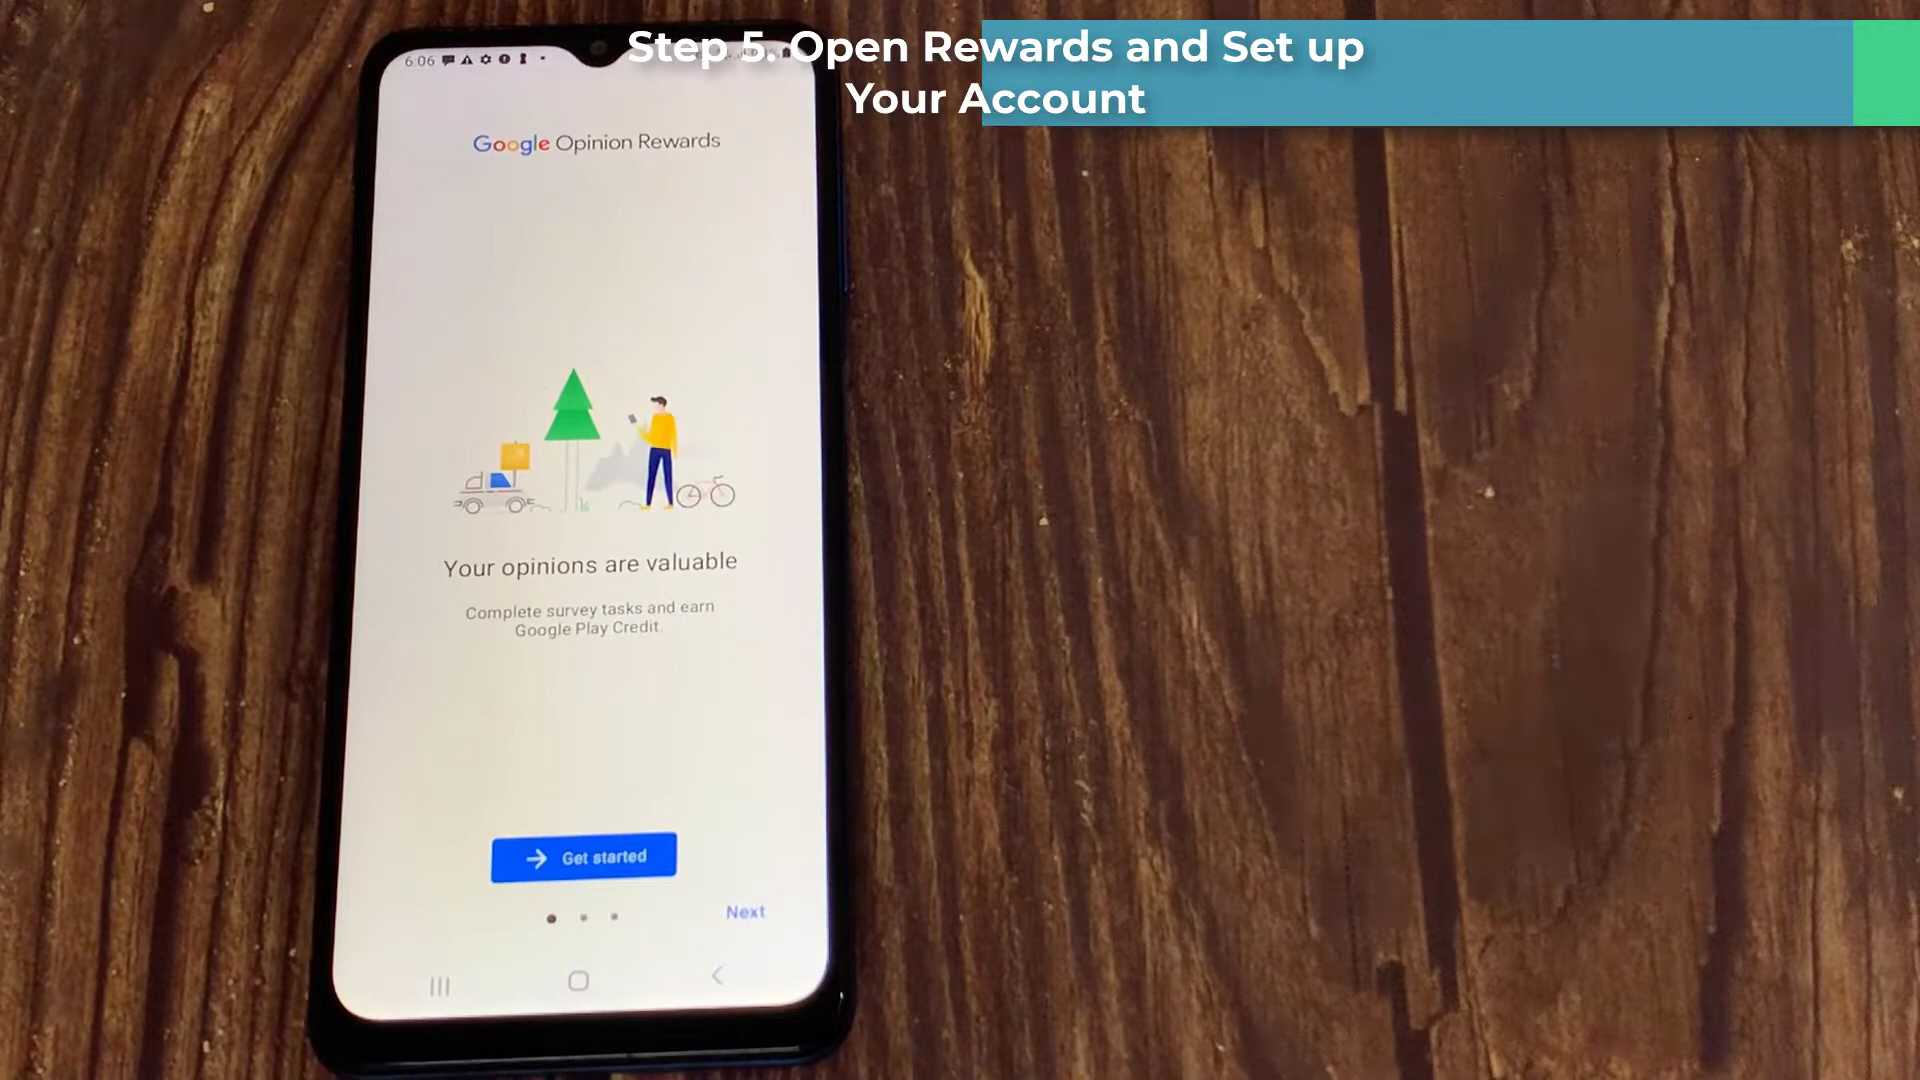 Step 5. Open Rewards and Set up
Your Account
6:06
Google Opinion Rewards
Your opinions are valuable
Complete survey tasks and earn
Google Play Credit.
Get started
Next